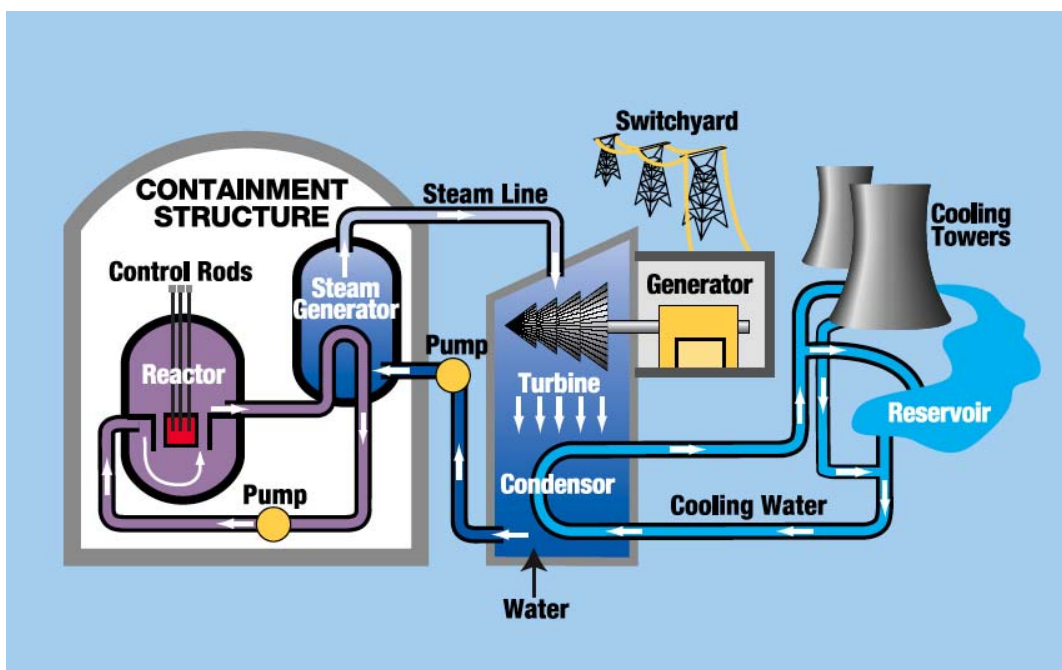 Switchyard
CONTAINMENT
STRUCTURE
Steam Line
Cooling
Towers
Control Rods
Steam
Generator
Generator
Pump
Reactor
Turbine
Reservoir
Condensor
Pump
Cooling Water
Water